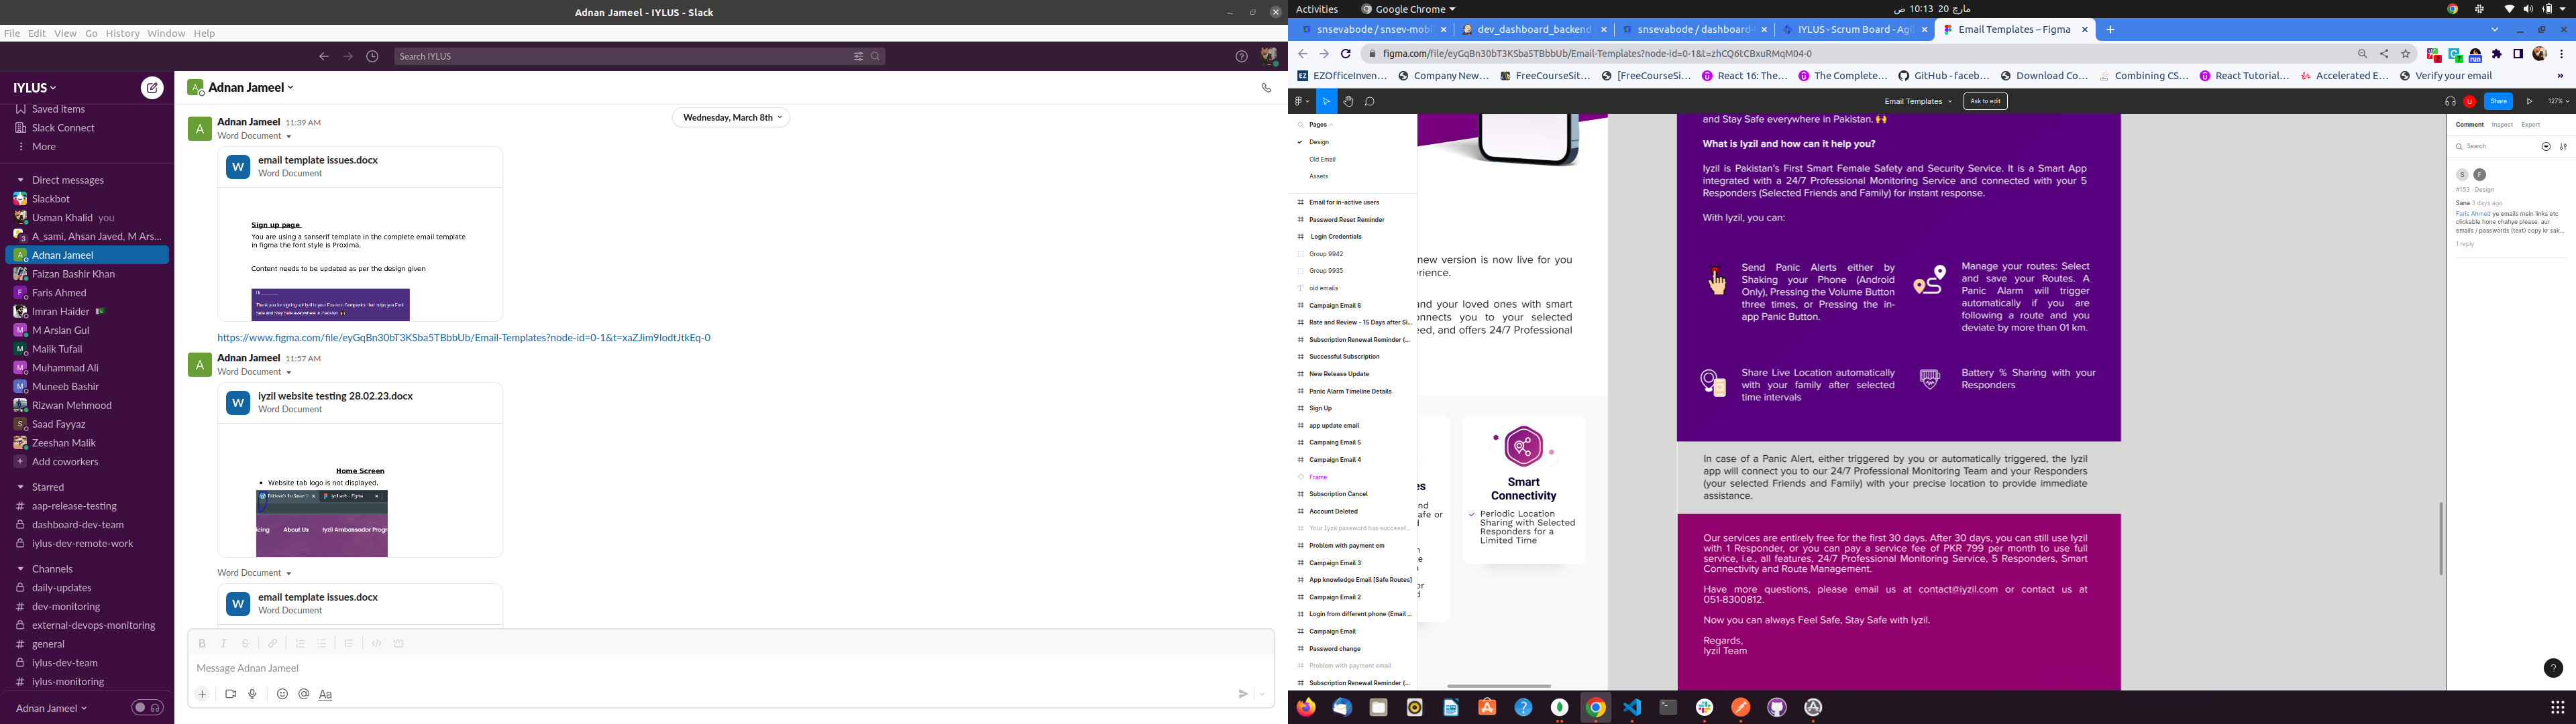 Adnan Jameel - IYLUS - Slack
File Edit View Go History Window Help
Search IYLUS
IYLUS
Saved items
Slack Connect
More
Direct messages
Slackbot
Usman Khalid you
3 A_sami, Ahsan Javed, M Ars...
Adnan Jameel
Faizan Bashir Khan
Faris Ahmed
Imran Haider
M Arslan Gul
Malik Tufail
Muhammad Ali
Muneeb Bashir
Rizwan Mehmood
Saad Fayyaz
Zeeshan Malik
Add coworkers
Starred
aap-release-testing
dashboard-dev-team
iylus-dev-remote-work
Channels
daily-updates
dev-monitoring
external-devops-monitoring
general
iylus-dev-team
iylus-monitoring
Adnan Jameel
Adnan Jameel
Wednesday, March 8th
Adnan Jameel 11:39 AM
Word Document
email template issues.docx
Word Document
Sign up page
You are using a sanserif template in the complete email template
in figma the font style is Proxima.
Content needs to be updated as per the design given
https://www.figma.com/file/eyGqBn30bT3KSba5TBbbUb/Email-Templates?node-id=0-1&t=xaZJim9IodtJtkEq-0
Adnan Jameel 11:57 AM
Word Document
iyzil website testing 28.02.23.docx
Word Document
Home Screen
Website tab logo is not displayed.
icing About Us Iyzil Ambassador Progr
Word Document
email template issues.docx
Word Document
Message Adnan Jameel
Activities Google Chrome
مارچ 20 10:13 ص
snsevabode / snsev-mobi
dev_dashboard_backend
snsevabode / dashboard-
IYLUS - Scrum Board - Agi
Email Templates – Figma
figma.com/file/eyGqBn30bT3KSba5TBbbUb/Email-Templates?node-id=0-1&t=zhCQ6tCBxuRMqM04-0
EZOfficeInven... Company New... FreeCourseSit... [FreeCourseSi... React 16: The... The Complete... GitHub - faceb... Download Co... Combining CS... React Tutorial... Accelerated E... Verify your email
Email Templates
Ask to edit
Share
127%
Pages
Design
Old Email
Assets
Email for in-active users
Password Reset Reminder
Login Credentials
Group 9942
Group 9935
old emails
Campaign Email 6
Rate and Review - 15 Days after Si...
Subscription Renewal Reminder (...
Successful Subscription
New Release Update
Panic Alarm Timeline Details
Sign Up
app update email
Campaing Email 5
Campaign Email 4
Frame
Subscription Cancel
Account Deleted
Your Iyzil password has successf...
Problem with payment em
Campaign Email 3
App knowledge Email [Safe Routes]
Campaign Email 2
Login from different phone (Email ...
Campaign Email
Password change
Problem with payment email
Subscription Renewal Reminder (...
new version is now live for you
erience.
and your loved ones with smart
onnects you to your selected
ed, and offers 24/7 Professional
Smart
Connectivity
Periodic Location
Sharing with Selected
Responders for a
Limited Time
and Stay Safe everywhere in Pakistan.
What is Iyzil and how can it help you?
Iyzil is Pakistan's First Smart Female Safety and Security Service. It is a Smart App
integrated with a 24/7 Professional Monitoring Service and connected with your 5
Responders (Selected Friends and Family) for instant response.
With Iyzil, you can:
Send Panic Alerts either by
Shaking your Phone (Android
Only), Pressing the Volume Button
three times, or Pressing the in-
app Panic Button.
Manage your routes: Select
and save your Routes. A
Panic Alarm will trigger
automatically if you are
following a route and you
deviate by more than 01 km.
Share Live Location automatically
with your family after selected
time intervals
Battery % Sharing with your
Responders
In case of a Panic Alert, either triggered by you or automatically triggered, the Iyzil
app will connect you to our 24/7 Professional Monitoring Team and your Responders
(your selected Friends and Family) with your precise location to provide immediate
assistance.
Our services are entirely free for the first 30 days. After 30 days, you can still use Iyzil
with 1 Responder, or you can pay a service fee of PKR 799 per month to use full
service, i.e., all features, 24/7 Professional Monitoring Service, 5 Responders, Smart
Connectivity and Route Management.
Have more questions, please email us at contact@iyzil.com or contact us at
051-8300812.
Now you can always Feel Safe, Stay Safe with Iyzil.
Regards,
Iyzil Team
Comment Inspect Export
Search
S F
#153 · Design
Sana 3 days ago
Faris Ahmed ye emails mein links etc
clickable hone chahye please. aur
emails / passwords (text) copy kr sak...
1 reply